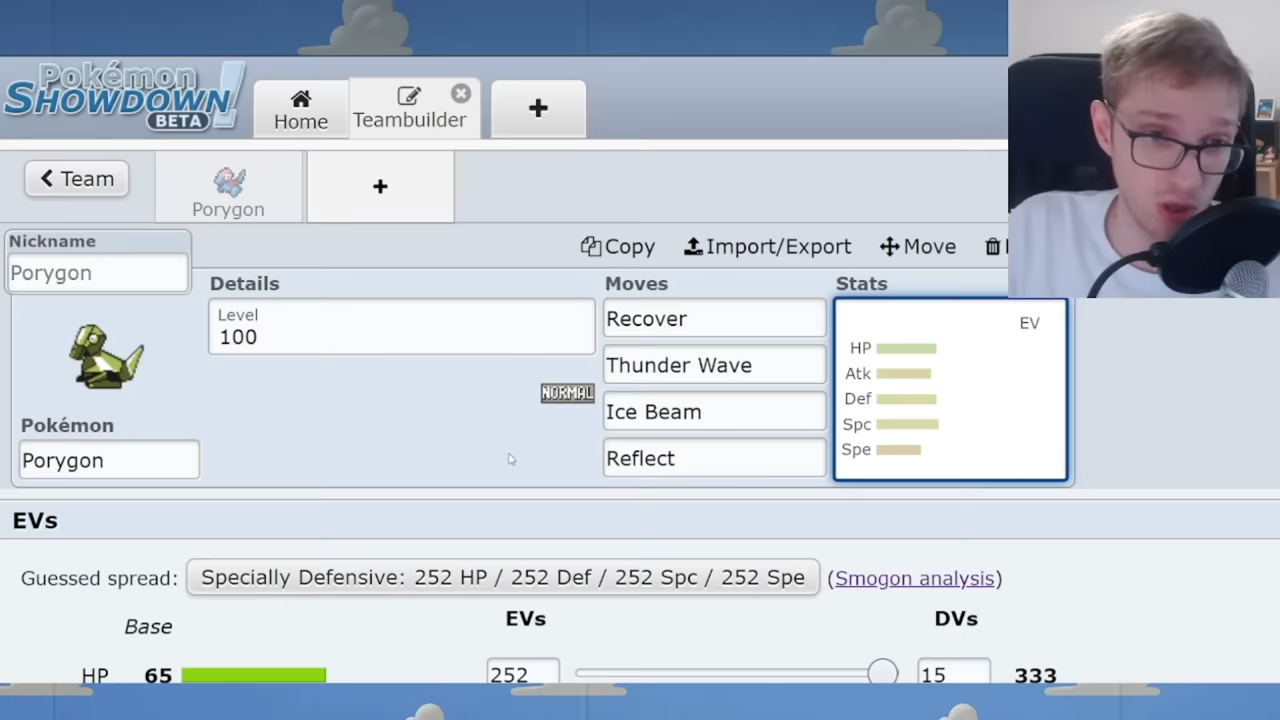 Pokémon
SHOWDOWN!
BETA
Home
Teambuilder
+
Team
Porygon
+
Nickname
Porygon
Copy
Import/Export
Move
Details
Moves
Stats
Level
100
NORMAL
Recover
Thunder Wave
Ice Beam
Reflect
EV
HP
Atk
Def
Spc
Spe
Pokémon
Porygon
EVs
Guessed spread: Specially Defensive: 252 HP / 252 Def / 252 Spc / 252 Spe (Smogon analysis)
Base EVs DVs
HP 65 252 15 333